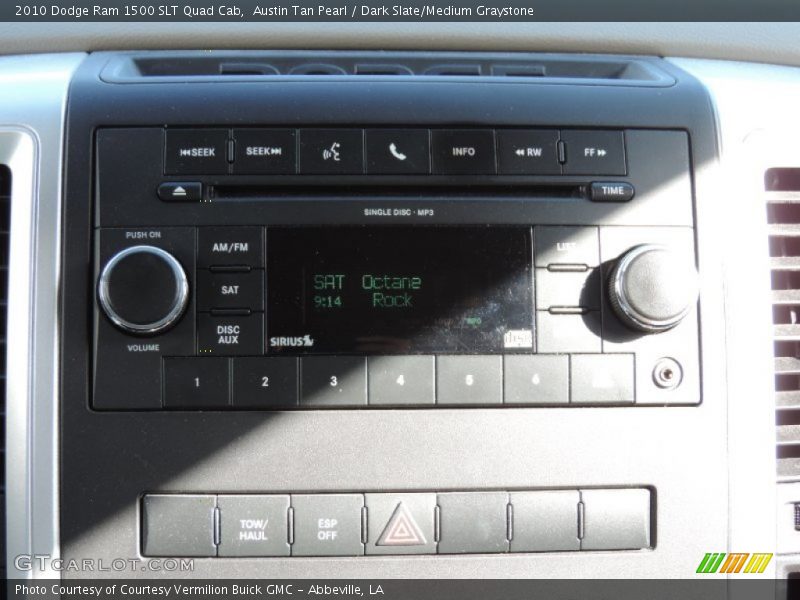 2010 Dodge Ram 1500 SLT Quad Cab,  Austin Tan Pearl / Dark Slate/Medium Graystone
SEEK
SEEK
INFO
RW
FF
TIME
SINGLE DISC · MP3
PUSH ON
VOLUME
AM/FM
SAT
DISC
AUX
LIST
SAT Octane
9:14 Rock
SIRIUS
disc
1
2
3
4
5
6
TOW/
HAUL
ESP
OFF
GTCARLOT.COM
Photo Courtesy of Courtesy Vermilion Buick GMC - Abbeville, LA